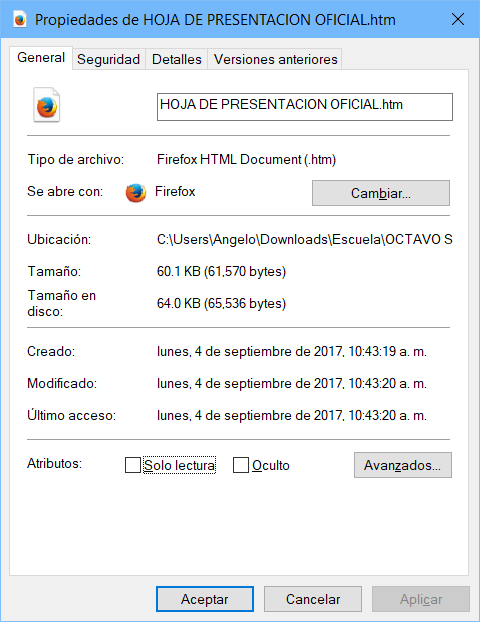 Propiedades de HOJA DE PRESENTACION OFICIAL.htm
General Seguridad Detalles Versiones anteriores
HOJA DE PRESENTACION OFICIAL.htm
Tipo de archivo: Firefox HTML Document (.htm)
Se abre con: Firefox Cambiar...
Ubicación: C:\Users\Angelo\Downloads\Escuela\OCTAVO S
Tamaño: 60.1 KB (61,570 bytes)
Tamaño en
disco: 64.0 KB (65,536 bytes)
Creado: lunes, 4 de septiembre de 2017, 10:43:19 a. m.
Modificado: lunes, 4 de septiembre de 2017, 10:43:20 a. m.
Último acceso: lunes, 4 de septiembre de 2017, 10:43:20 a. m.
Atributos: Solo lectura Oculto Avanzados...
Aceptar Cancelar Aplicar